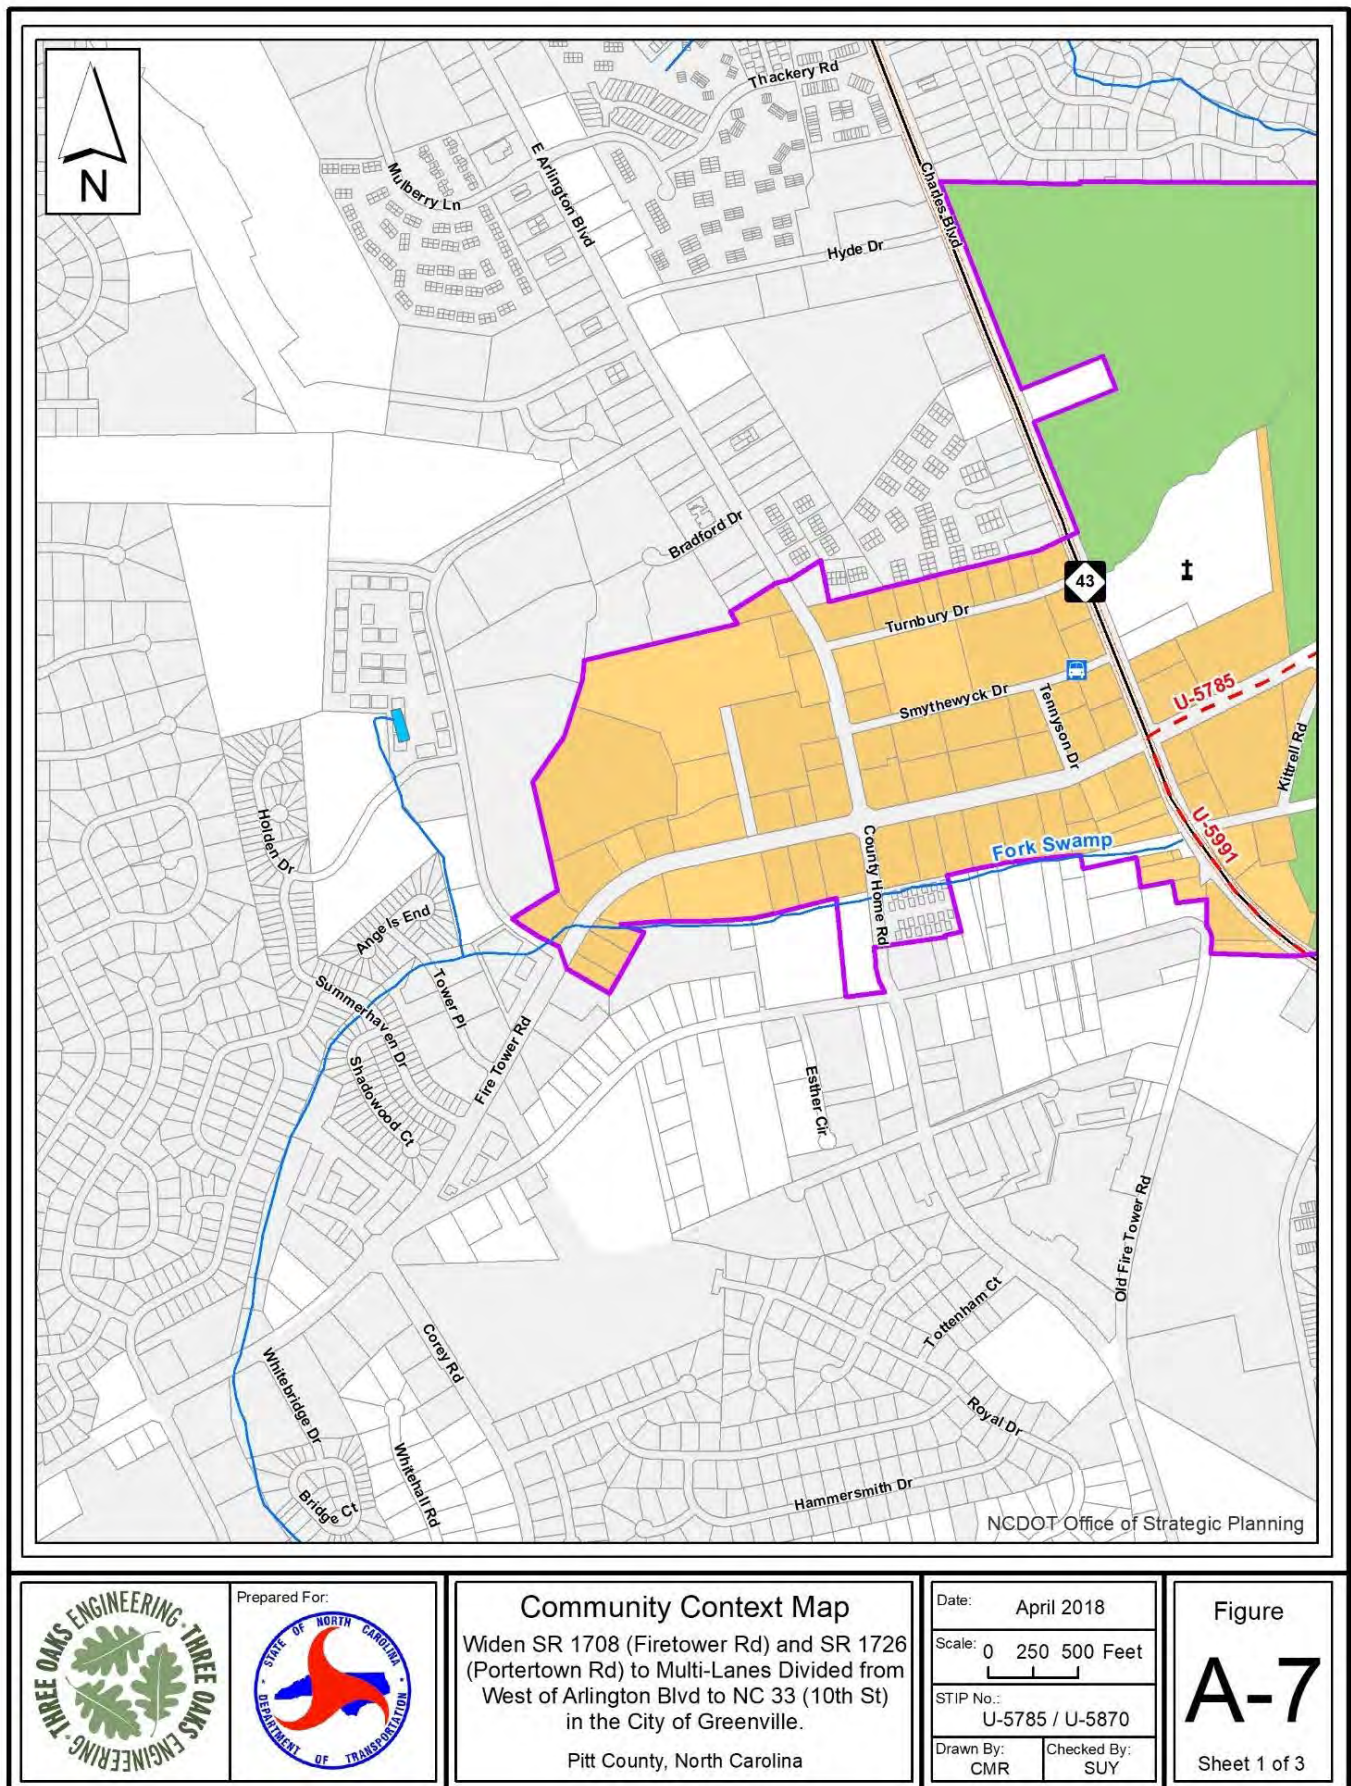 N
Thackery Rd
Mulberry Ln
E Arlington Blvd
Charles Blvd
Hyde Dr
Bradford Dr
43
Turnbury Dr
Smythewyck Dr
Tennyson Dr
U-5785
Kittrell Rd
U-5991
Fork Swamp
County Home Rd
Holden Dr
Angels End
Summerhaven Dr
Tower Pl
Shadowood Ct
Fire Tower Rd
Esther Cir
Old Fire Tower Rd
Tottenham Ct
Corey Rd
Whitebridge Dr
Whitehall Rd
Bridge Ct
Royal Dr
Hammersmith Dr
NCDOT Office of Strategic Planning
THREE OAKS ENGINEERING · THREE OAKS ENGINEERING ·
Prepared For:
STATE OF NORTH CAROLINA
DEPARTMENT OF TRANSPORTATION
Community Context Map
Widen SR 1708 (Firetower Rd) and SR 1726
(Portertown Rd) to Multi-Lanes Divided from
West of Arlington Blvd to NC 33 (10th St)
in the City of Greenville.
Pitt County, North Carolina
Date: April 2018
Scale: 0 250 500 Feet
STIP No.:
U-5785 / U-5870
Drawn By:
CMR
Checked By:
SUY
Figure
A-7
Sheet 1 of 3